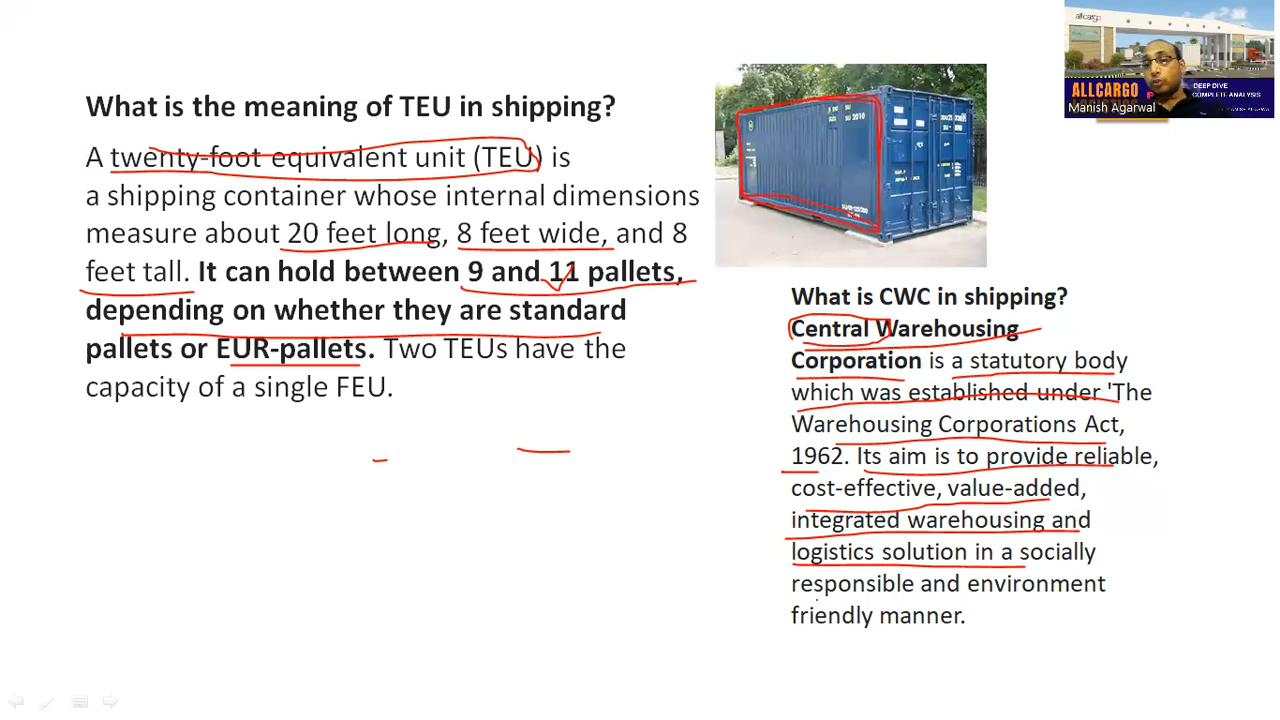 What is the meaning of TEU in shipping?
A twenty-foot equivalent unit (TEU) is
a shipping container whose internal dimensions
measure about 20 feet long, 8 feet wide, and 8
feet tall. It can hold between 9 and 11 pallets,
depending on whether they are standard
pallets or EUR-pallets. Two TEUs have the
capacity of a single FEU.
What is CWC in shipping?
Central Warehousing
Corporation is a statutory body
which was established under 'The
Warehousing Corporations Act,
1962. Its aim is to provide reliable,
cost-effective, value-added,
integrated warehousing and
logistics solution in a socially
responsible and environment
friendly manner.
allcargo
ALLCARGO
DEEP DIVE
COMPLETE ANALYSIS
Manish Agarwal